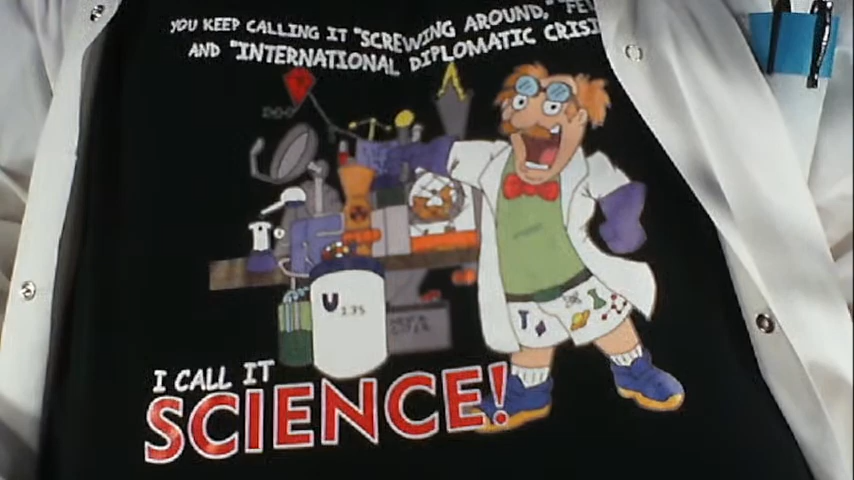 YOU KEEP CALLING IT "SCREWING AROUND,"
AND "INTERNATIONAL DIPLOMATIC CRISI
U
I CALL IT
SCIENCE!